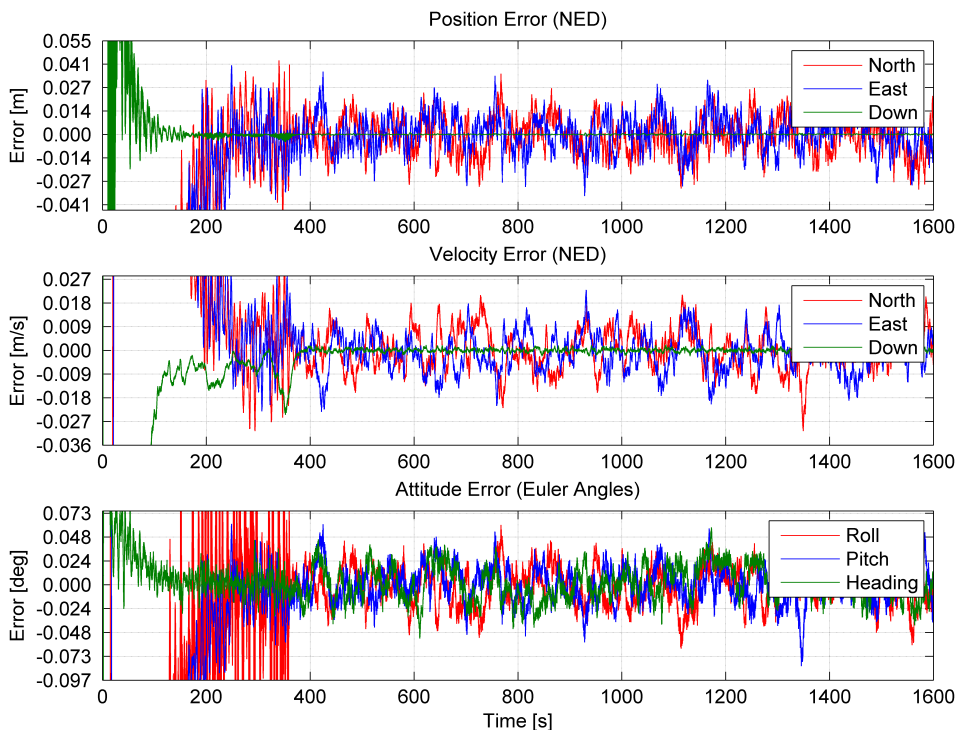 Position Error (NED)
Error [m]
0.055
0.041
0.027
0.014
0.000
-0.014
-0.027
-0.041
North
East
Down
0 200 400 600 800 1000 1200 1400 1600
Velocity Error (NED)
Error [m/s]
0.027
0.018
0.009
0.000
-0.009
-0.018
-0.027
-0.036
North
East
Down
0 200 400 600 800 1000 1200 1400 1600
Attitude Error (Euler Angles)
Error [deg]
0.073
0.048
0.024
0.000
-0.024
-0.048
-0.073
-0.097
Roll
Pitch
Heading
0 200 400 600 800 1000 1200 1400 1600
Time [s]